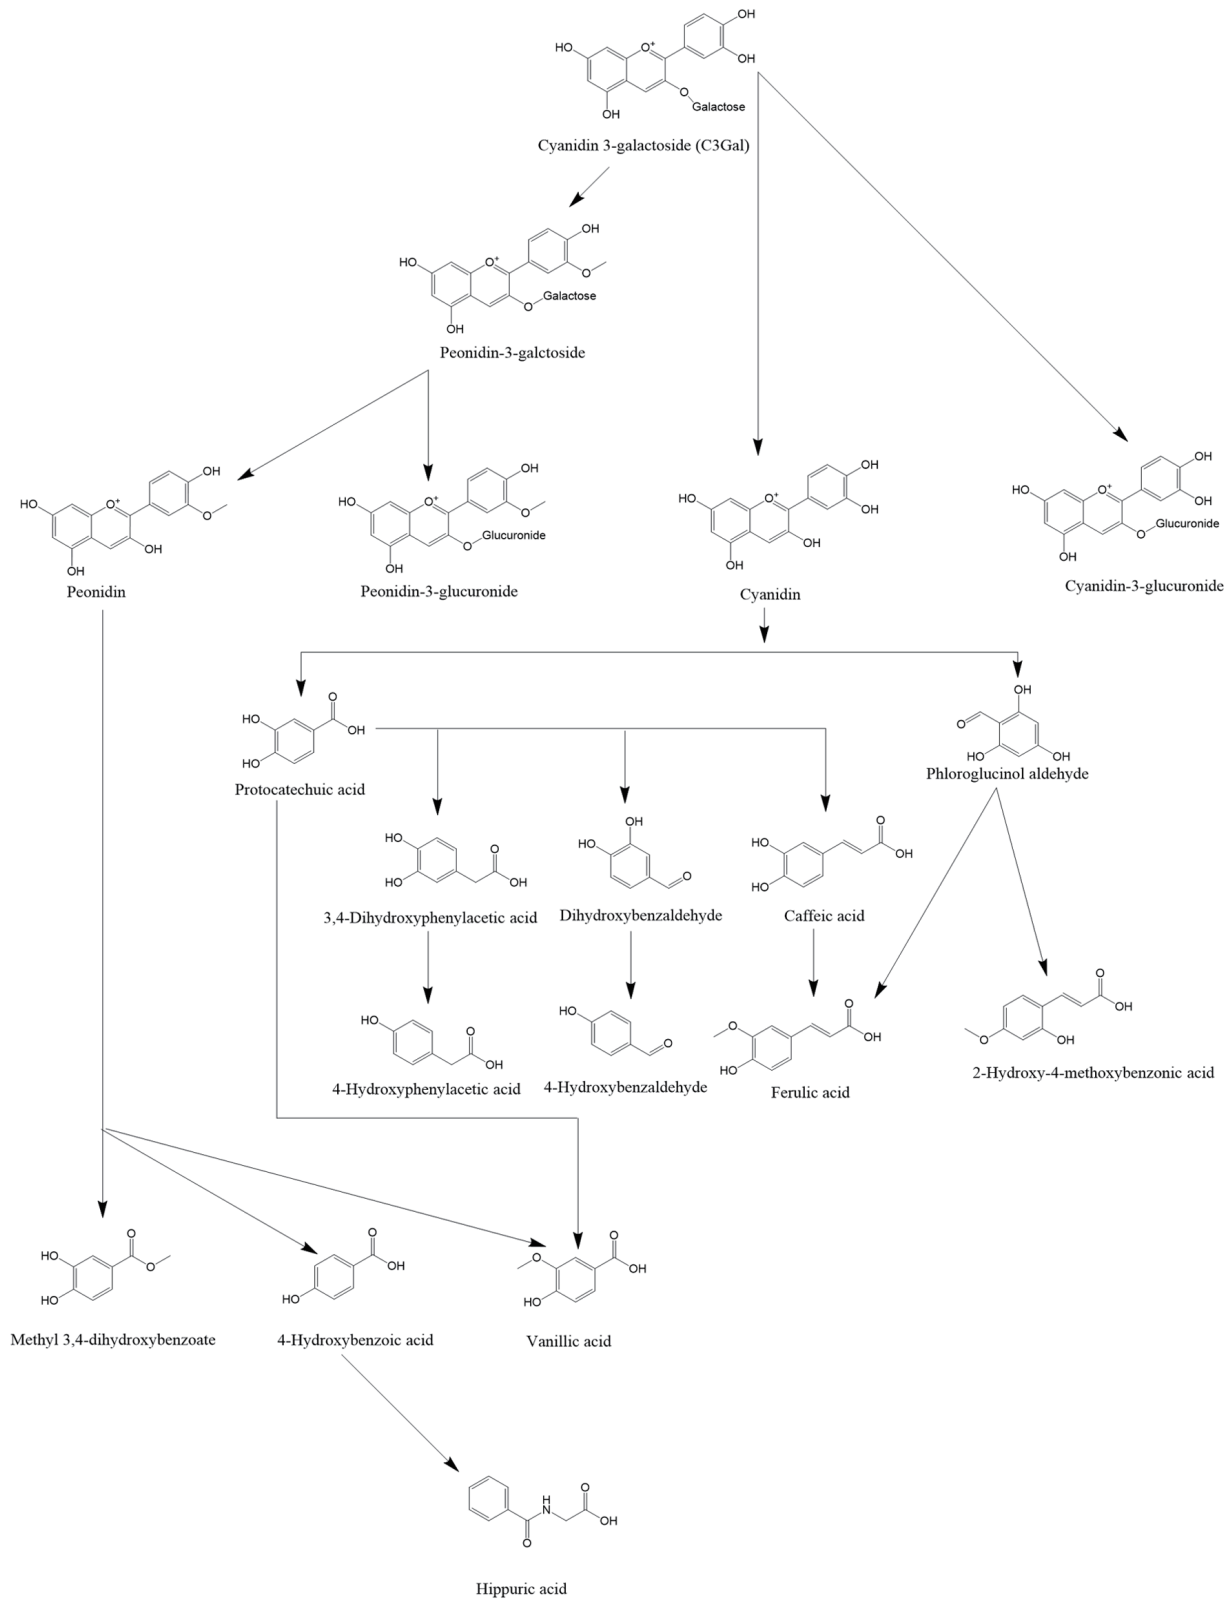 OH
HO
O+
OH
O
Galactose
OH
Cyanidin 3-galactoside (C3Gal)
OH
HO
O+
O
Galactose
O
OH
Peonidin-3-galctoside
OH
HO
O+
O
OH
OH
Peonidin
OH
HO
O+
O
Glucuronide
O
OH
Peonidin-3-glucuronide
OH
HO
O+
OH
OH
OH
Cyanidin
OH
HO
O+
OH
Glucuronide
O
OH
Cyanidin-3-glucuronide
O
HO
OH
HO
Protocatechuic acid
OH
O
HO
OH
Phloroglucinol aldehyde
HO
O
HO
OH
3,4-Dihydroxyphenylacetic acid
OH
HO
O
Dihydroxybenzaldehyde
O
HO
OH
HO
Caffeic acid
HO
O
OH
4-Hydroxyphenylacetic acid
HO
O
4-Hydroxybenzaldehyde
O
O
OH
HO
Ferulic acid
O
OH
O
OH
2-Hydroxy-4-methoxybenzonic acid
O
HO
O
HO
Methyl 3,4-dihydroxybenzoate
O
OH
HO
4-Hydroxybenzoic acid
O
O
OH
HO
Vanillic acid
H
N
O
OH
O
Hippuric acid